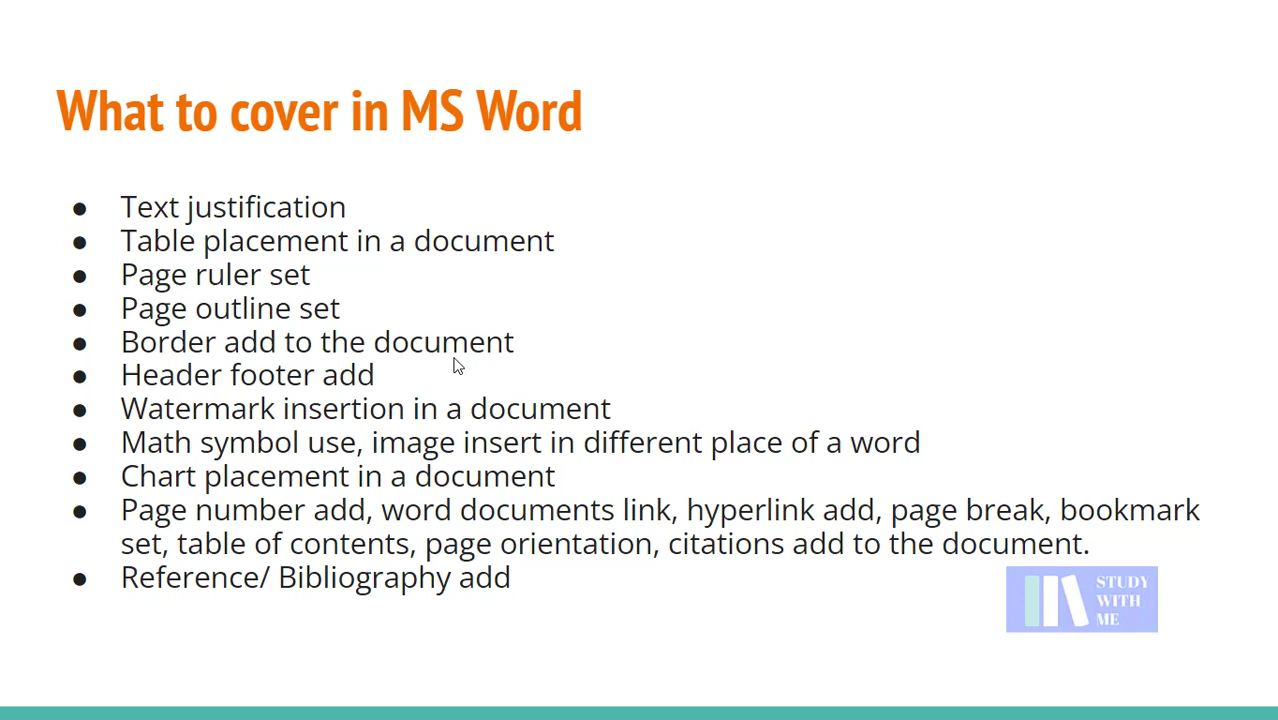 What to cover in MS Word
● Text justification
● Table placement in a document
● Page ruler set
● Page outline set
● Border add to the document
● Header footer add
● Watermark insertion in a document
● Math symbol use, image insert in different place of a word
● Chart placement in a document
● Page number add, word documents link, hyperlink add, page break, bookmark
set, table of contents, page orientation, citations add to the document.
● Reference/ Bibliography add
STUDY
WITH
ME